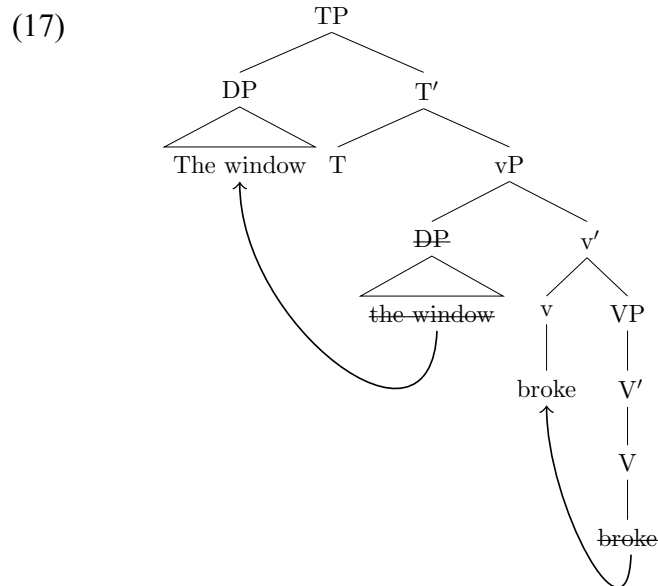 (17)
TP
DP T′
The window T vP
DP v′
the window v VP
broke V′
V
broke